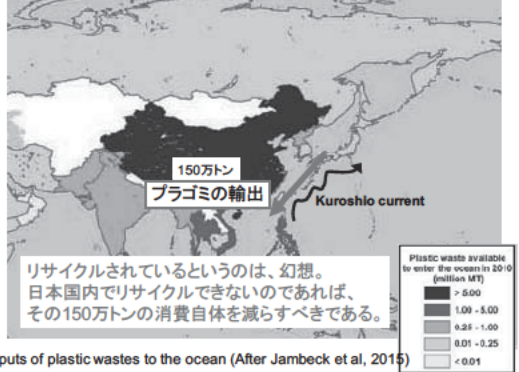 150万トン
プラゴミの輸出
Kuroshio current
リサイクルされているというのは、幻想。
日本国内でリサイクルできないのであれば、
その150万トンの消費自体を減らすべきである。
Plastic waste available
to enter the ocean in 2010
(million MT)
> 5.00
1.00 - 5.00
0.25 - 1.00
0.01 - 0.25
< 0.01
puts of plastic wastes to the ocean (After Jambeck et al, 2015)